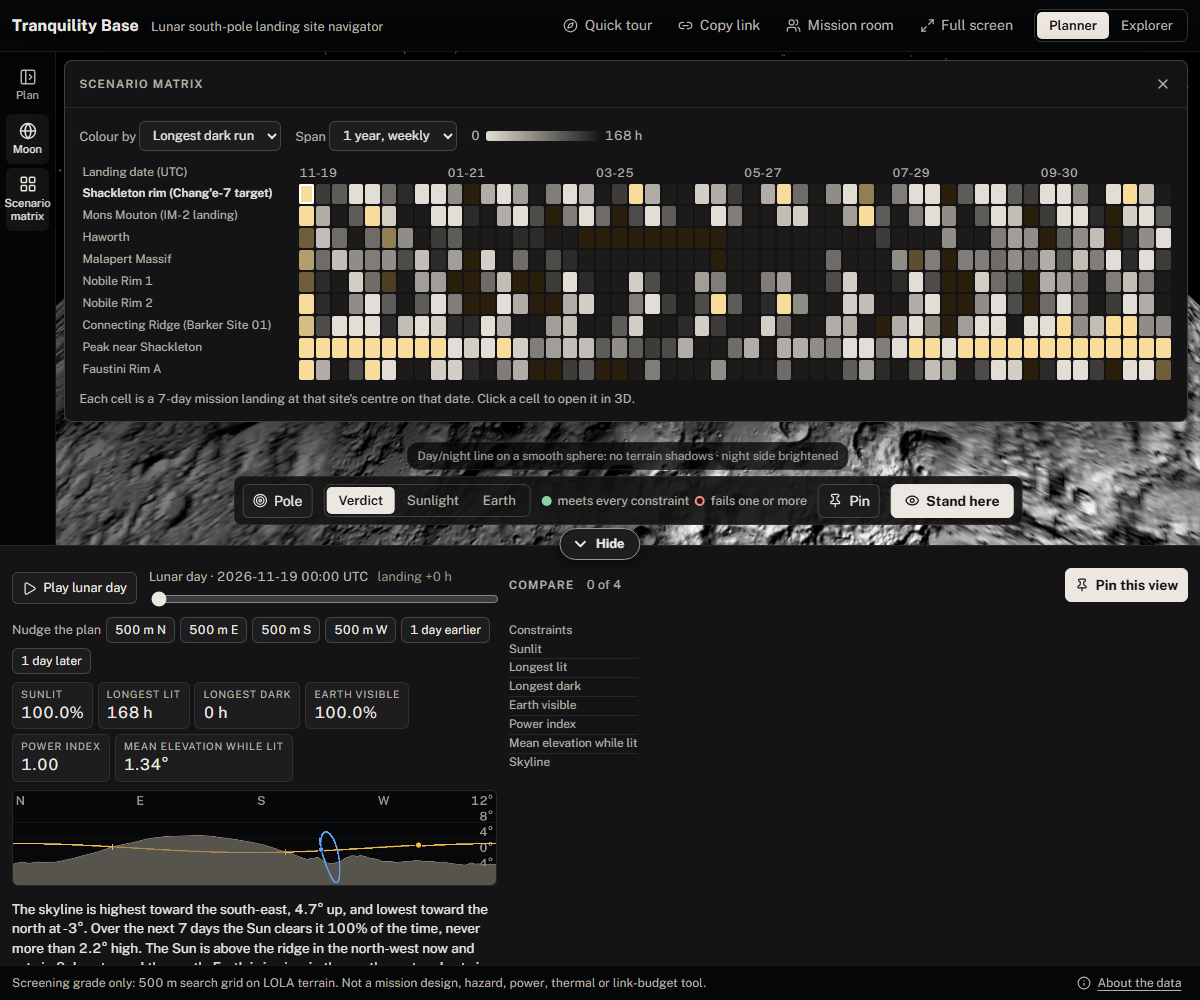 Tranquility Base Lunar south-pole landing site navigator Quick tour Copy link Mission room Full screen Planner Explorer
Plan
Moon
Scenario matrix
SCENARIO MATRIX
Colour by Longest dark run Span 1 year, weekly 0 168 h
Landing date (UTC) 11-19 01-21 03-25 05-27 07-29 09-30
Shackleton rim (Chang'e-7 target)
Mons Mouton (IM-2 landing)
Haworth
Malapert Massif
Nobile Rim 1
Nobile Rim 2
Connecting Ridge (Barker Site 01)
Peak near Shackleton
Faustini Rim A
Each cell is a 7-day mission landing at that site's centre on that date. Click a cell to open it in 3D.
Day/night line on a smooth sphere: no terrain shadows · night side brightened
Pole Verdict Sunlight Earth meets every constraint fails one or more Pin Stand here
Hide
Play lunar day Lunar day · 2026-11-19 00:00 UTC landing +0 h
Nudge the plan 500 m N 500 m E 500 m S 500 m W 1 day earlier
1 day later
SUNLIT 100.0%
LONGEST LIT 168 h
LONGEST DARK 0 h
EARTH VISIBLE 100.0%
POWER INDEX 1.00
MEAN ELEVATION WHILE LIT 1.34°
N E S W 12°
8°
4°
0°
4°
The skyline is highest toward the south-east, 4.7° up, and lowest toward the
north at -3°. Over the next 7 days the Sun clears it 100% of the time, never
more than 2.2° high. The Sun is above the ridge in the north-west now and
COMPARE 0 of 4 Pin this view
Constraints
Sunlit
Longest lit
Longest dark
Earth visible
Power index
Mean elevation while lit
Skyline
Screening grade only: 500 m search grid on LOLA terrain. Not a mission design, hazard, power, thermal or link-budget tool. About the data